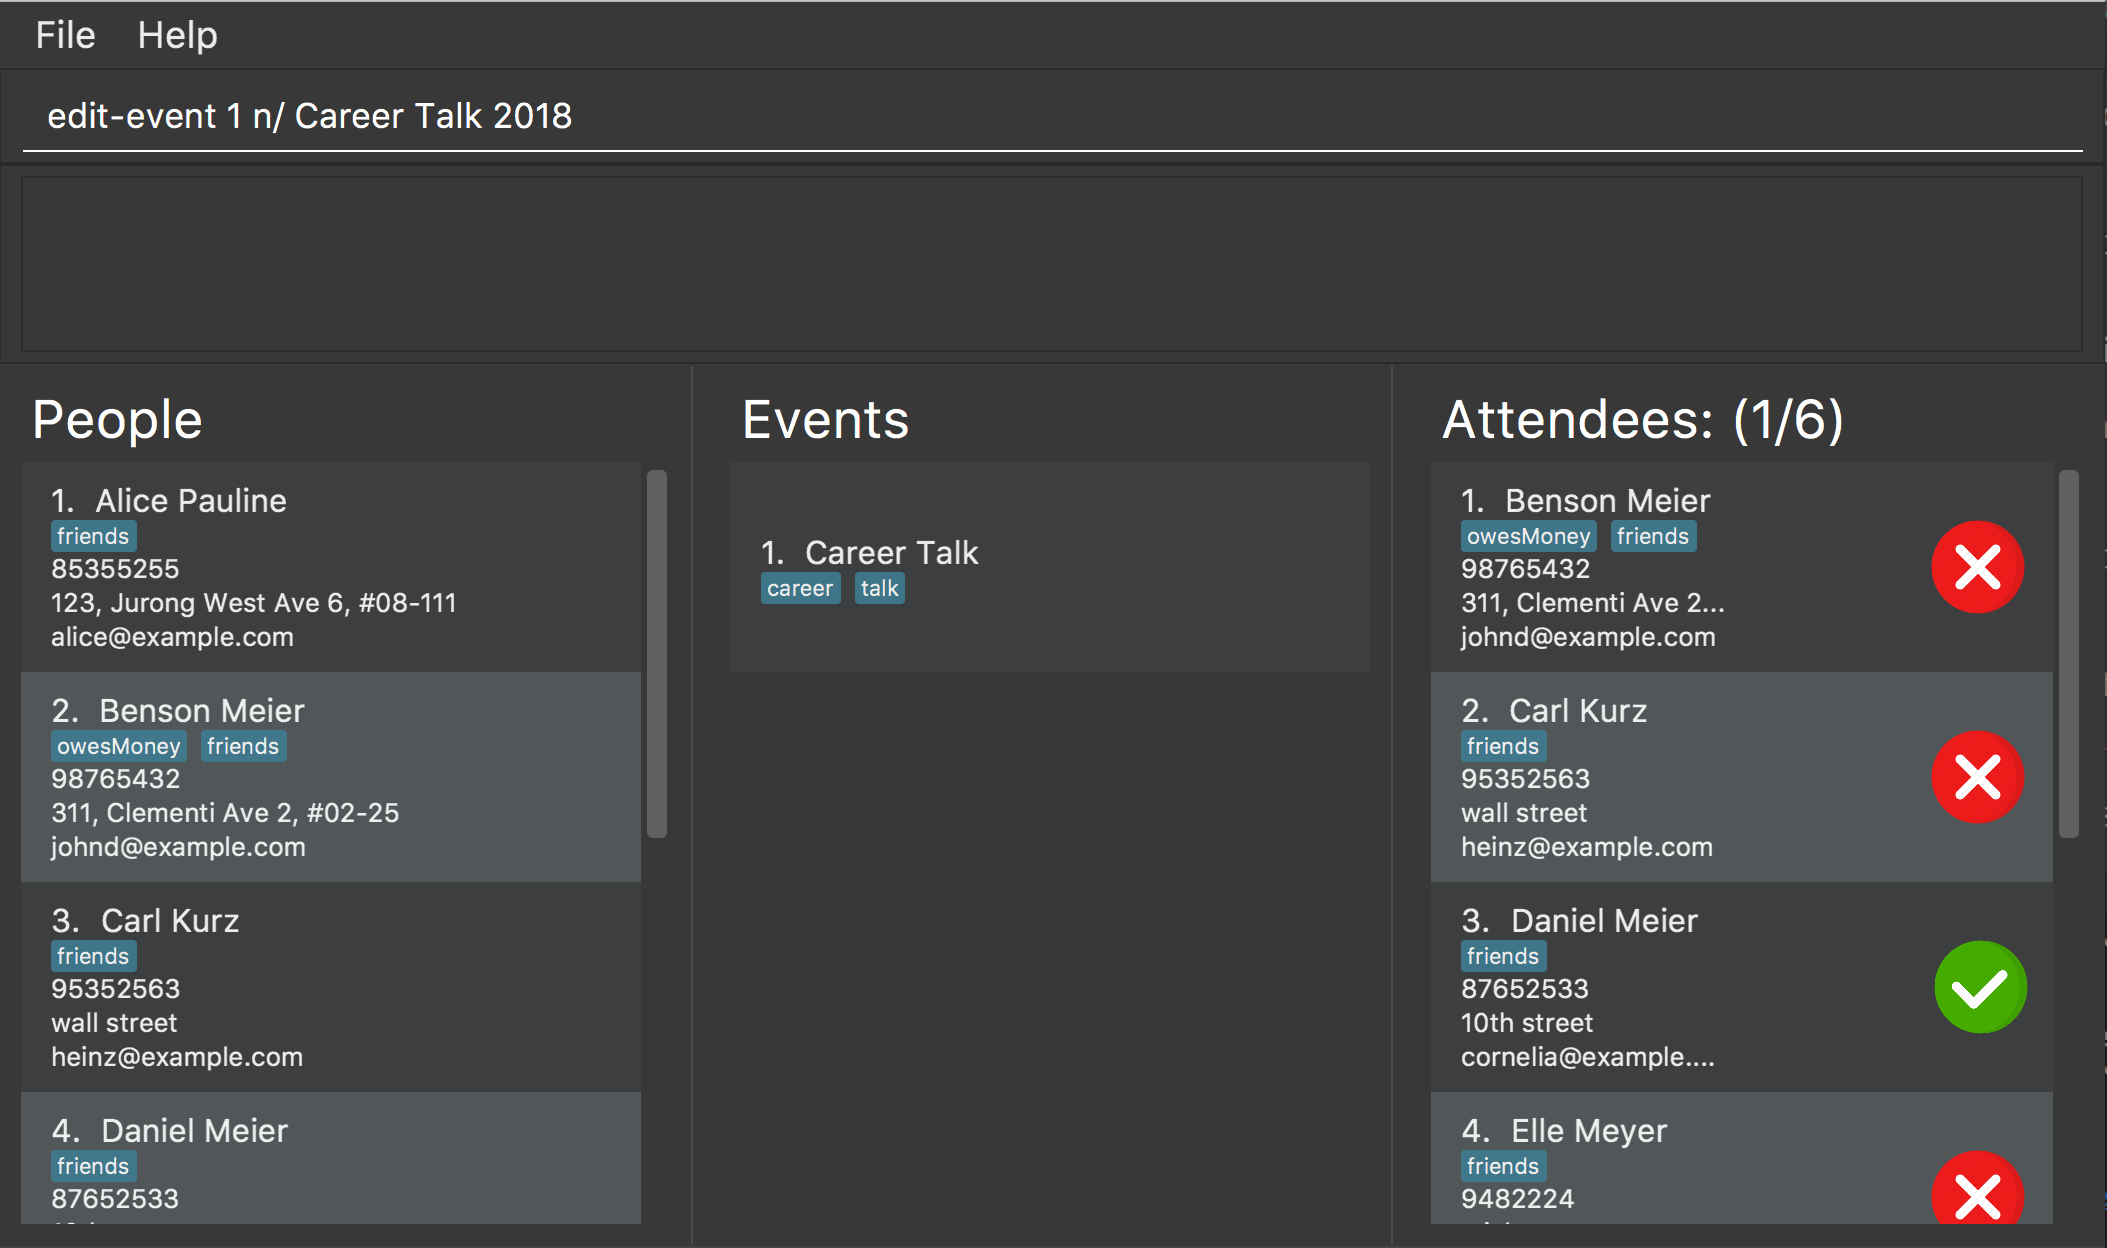 File Help
edit-event 1 n/ Career Talk 2018
People
1. Alice Pauline
friends
85355255
123, Jurong West Ave 6, #08-111
alice@example.com
2. Benson Meier
owesMoney friends
98765432
311, Clementi Ave 2, #02-25
johnd@example.com
3. Carl Kurz
friends
95352563
wall street
heinz@example.com
4. Daniel Meier
friends
87652533
Events
1. Career Talk
career talk
Attendees: (1/6)
1. Benson Meier
owesMoney friends
98765432
311, Clementi Ave 2...
johnd@example.com
2. Carl Kurz
friends
95352563
wall street
heinz@example.com
3. Daniel Meier
friends
87652533
10th street
cornelia@example....
4. Elle Meyer
friends
9482224